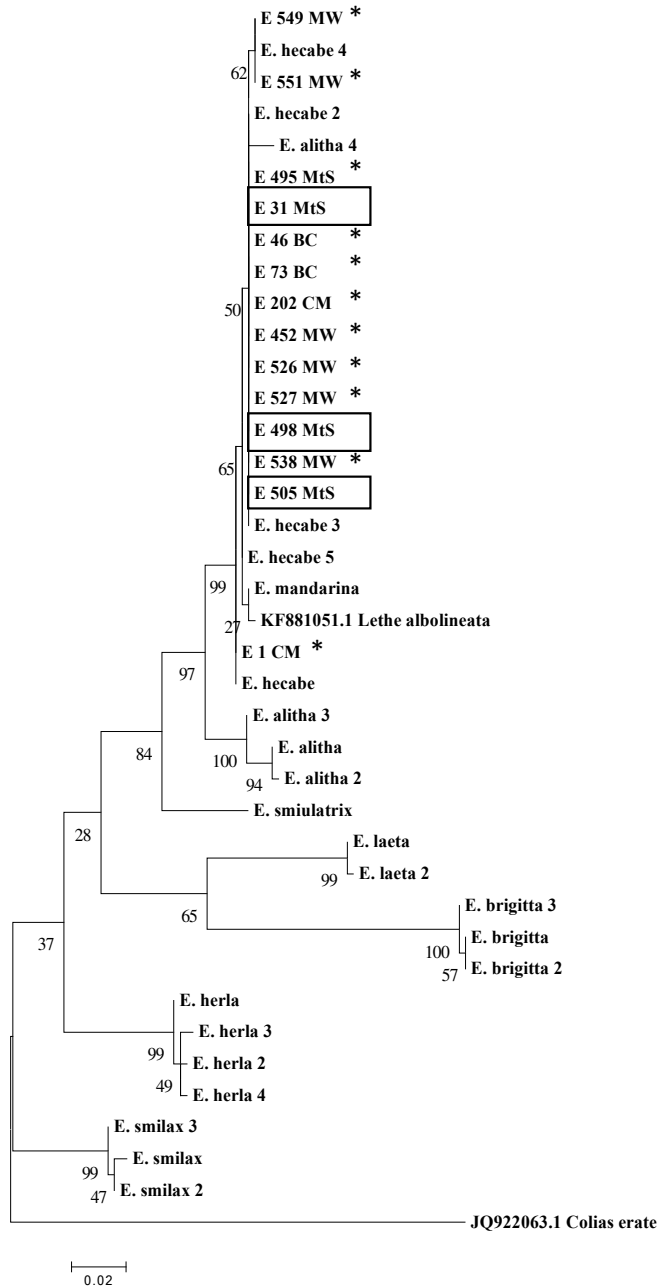 E 549 MW *
E. hecabe 4
62
E 551 MW *
E. hecabe 2
E. alitha 4
E 495 MtS *
E 31 MtS
E 46 BC *
E 73 BC *
E 202 CM *
50
E 452 MW *
E 526 MW *
E 527 MW *
E 498 MtS
E 538 MW *
65
E 505 MtS
E. hecabe 3
E. hecabe 5
E. mandarina
99
KF881051.1 Lethe albolineata
27
E 1 CM *
97
E. hecabe
E. alitha 3
E. alitha
84
100
E. alitha 2
94
E. smiulatrix
28
E. laeta
E. laeta 2
99
E. brigitta 3
65
E. brigitta
37
100
E. brigitta 2
57
E. herla
E. herla 3
99
E. herla 2
49
E. herla 4
E. smilax 3
E. smilax
99
E. smilax 2
47
JQ922063.1 Colias erate
0.02